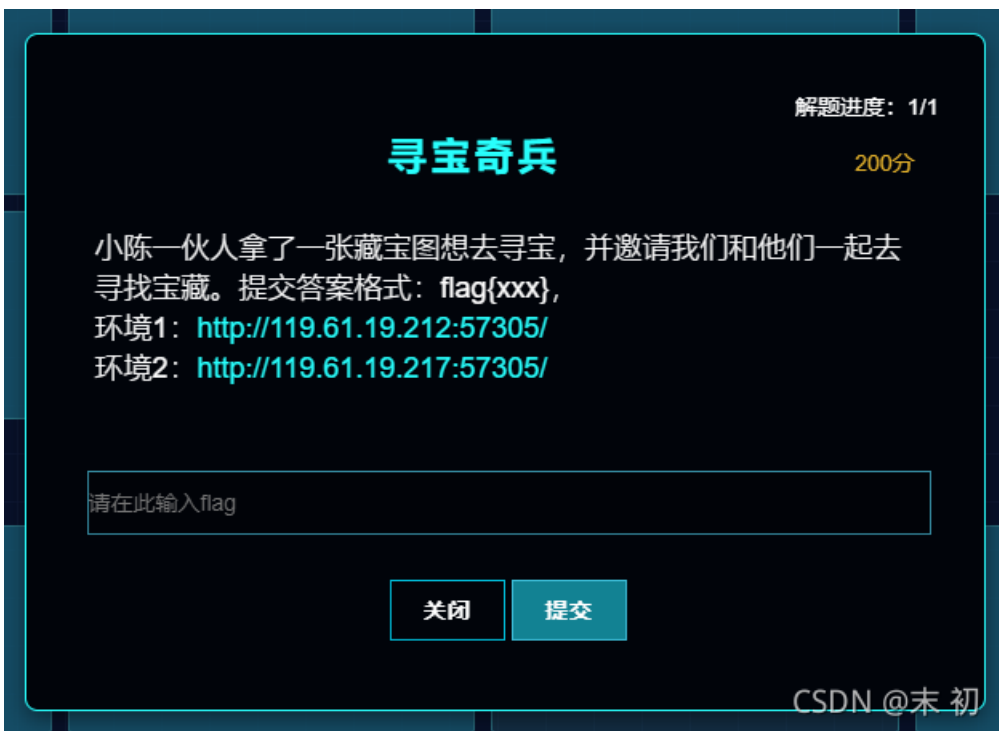 解题进度：1/1
寻宝奇兵
200分
小陈一伙人拿了一张藏宝图想去寻宝，并邀请我们和他们一起去
寻找宝藏。提交答案格式：flag{xxx}，
环境1：http://119.61.19.212:57305/
环境2：http://119.61.19.217:57305/
请在此输入flag
关闭 提交
CSDN @末 初